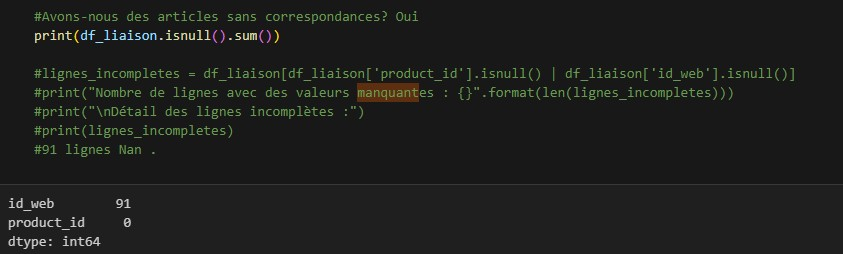 #Avons-nous des articles sans correspondances? Oui
print(df_liaison.isnull().sum())
#lignes_incompletes = df_liaison[df_liaison['product_id'].isnull() | df_liaison['id_web'].isnull()]
#print("Nombre de lignes avec des valeurs manquantes : {}".format(len(lignes_incompletes)))
#print("\nDétail des lignes incomplètes :")
#print(lignes_incompletes)
#91 lignes Nan .
id_web 91
product_id 0
dtype: int64